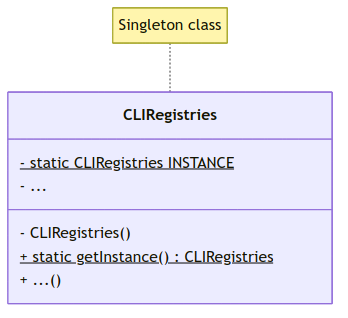 Singleton class
CLIRegistries
- static CLIRegistries INSTANCE
- ...
- CLIRegistries()
+ static getInstance() : CLIRegistries
+ ...()